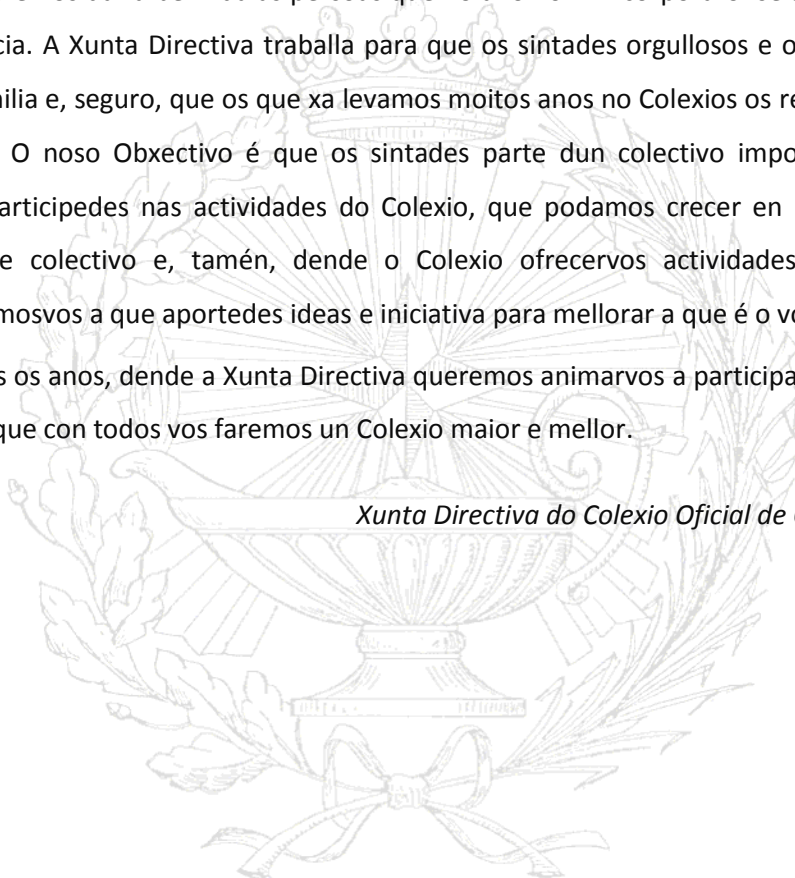 cia. A Xunta Directiva traballa para que os sintades orgullosos e o
ilia e, seguro, que os que xa levamos moitos anos no Colexios os re
O noso Obxectivo é que os sintades parte dun colectivo impo
articipedes nas actividades do Colexio, que podamos crecer en
e colectivo e, tamén, dende o Colexio ofrecervos actividades
mosvos a que aportedes ideas e iniciativa para mellorar a que é o vo
s os anos, dende a Xunta Directiva queremos animarvos a participa
que con todos vos faremos un Colexio maior e mellor.
Xunta Directiva do Colexio Oficial de